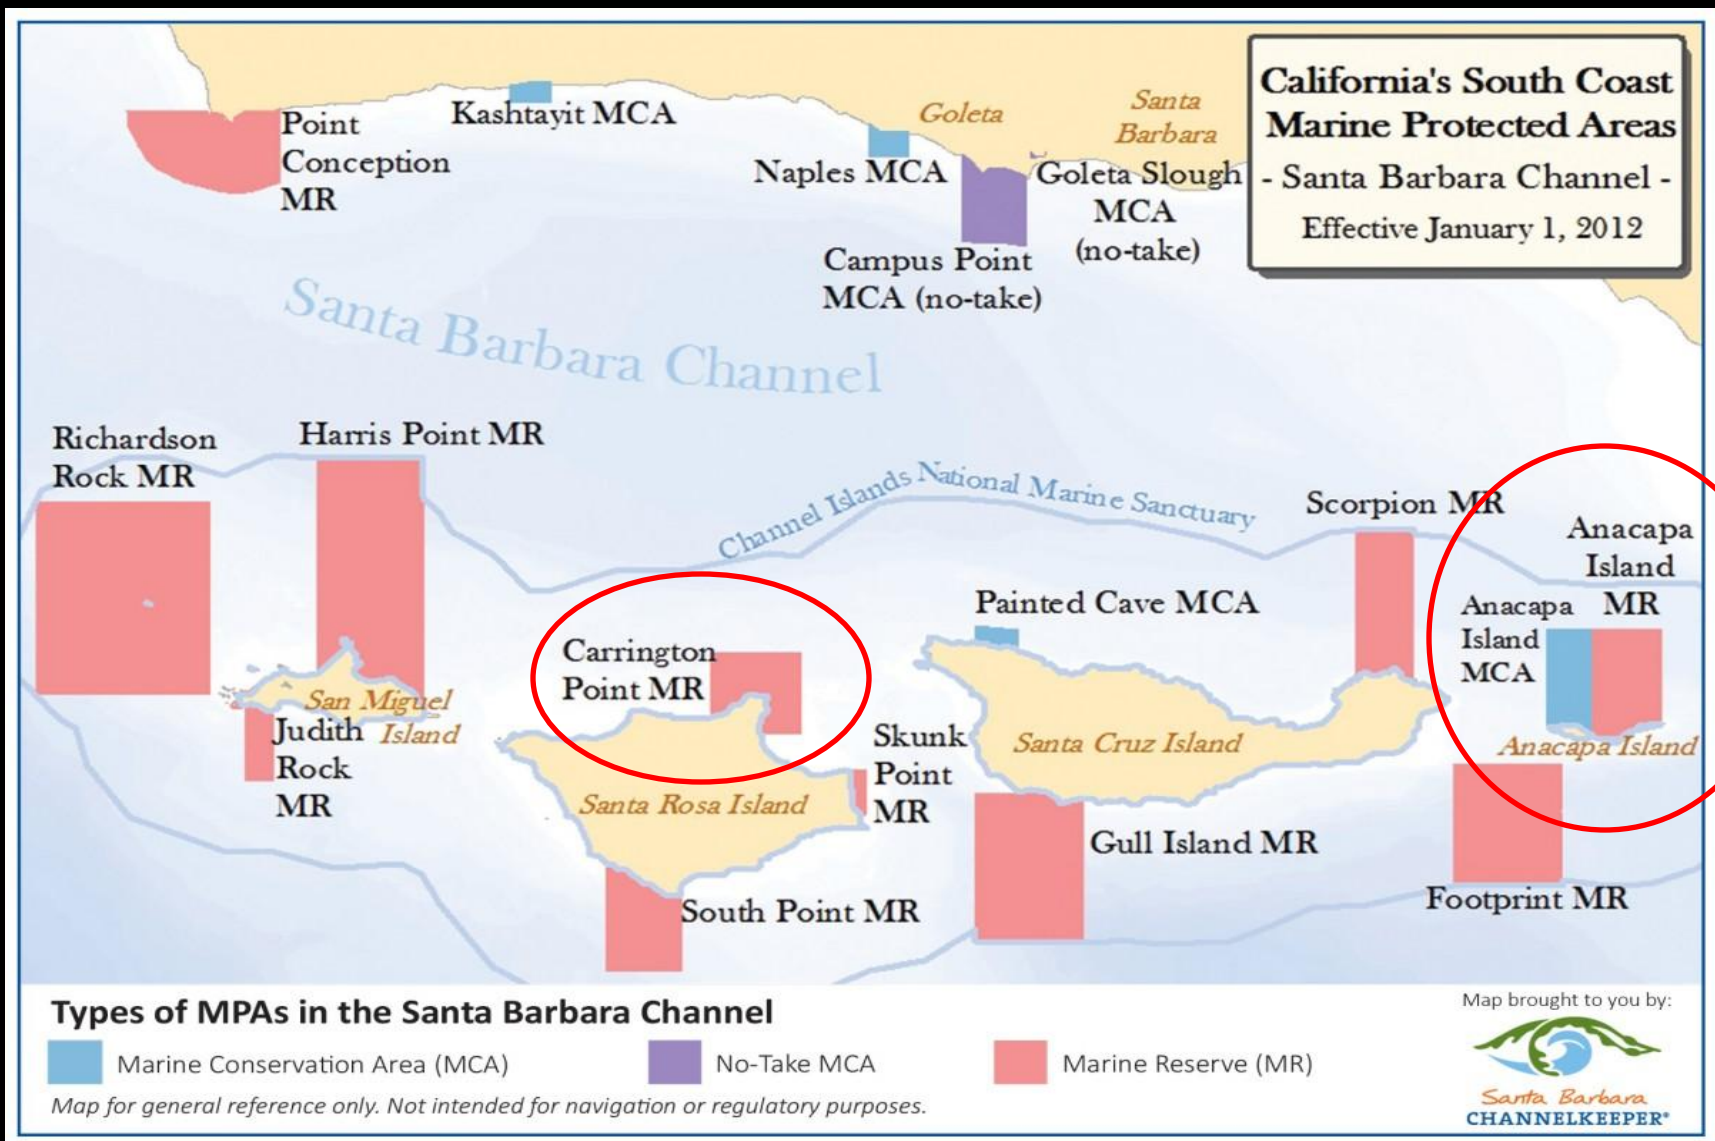 California's South Coast
Marine Protected Areas
- Santa Barbara Channel -
Effective January 1, 2012
Point
Conception
MR
Kashtayit MCA
Goleta
Santa
Barbara
Naples MCA
Goleta Slough
MCA
(no-take)
Campus Point
MCA (no-take)
Santa Barbara Channel
Richardson
Rock MR
Harris Point MR
Channel Islands National Marine Sanctuary
Scorpion MR
Anacapa
Island
MR
Anacapa
Island
MCA
Painted Cave MCA
Carrington
Point MR
San Miguel
Island
Judith
Rock
MR
Skunk
Point
MR
Santa Cruz Island
Anacapa Island
Santa Rosa Island
Gull Island MR
South Point MR
Footprint MR
Types of MPAs in the Santa Barbara Channel
Marine Conservation Area (MCA)
No-Take MCA
Marine Reserve (MR)
Map for general reference only. Not intended for navigation or regulatory purposes.
Map brought to you by:
Santa Barbara
CHANNELKEEPER®